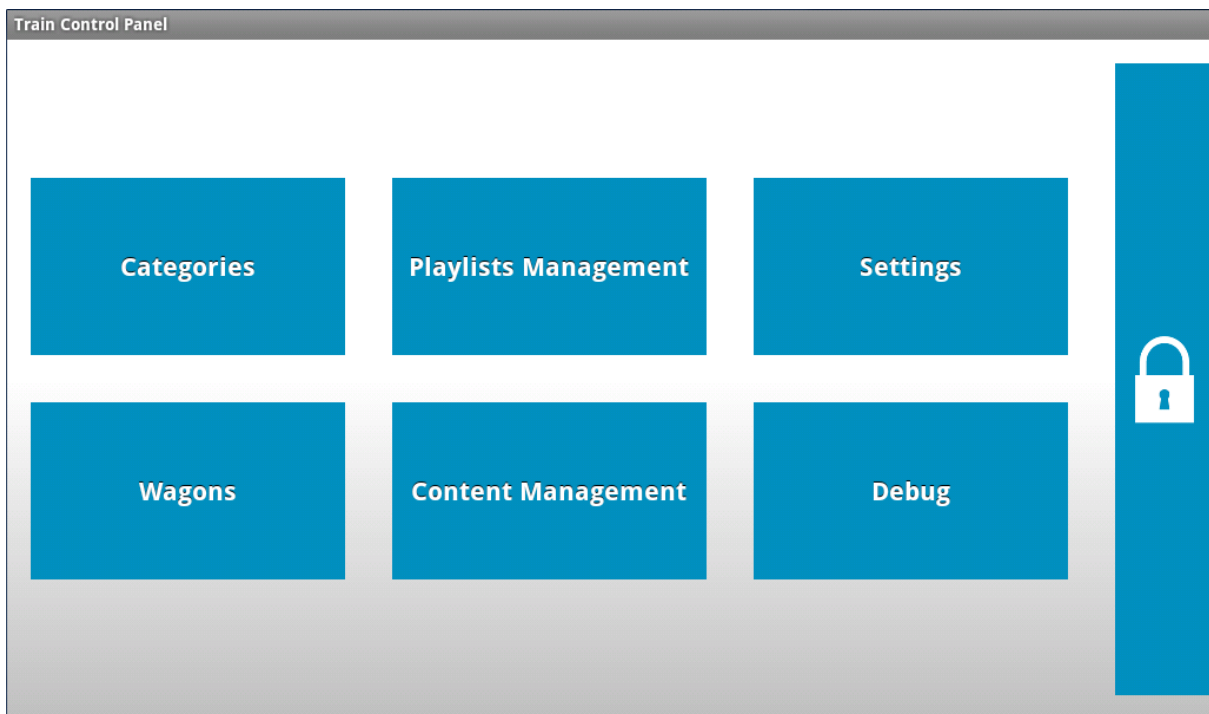 Train Control Panel
Categories
Playlists Management
Settings
Wagons
Content Management
Debug